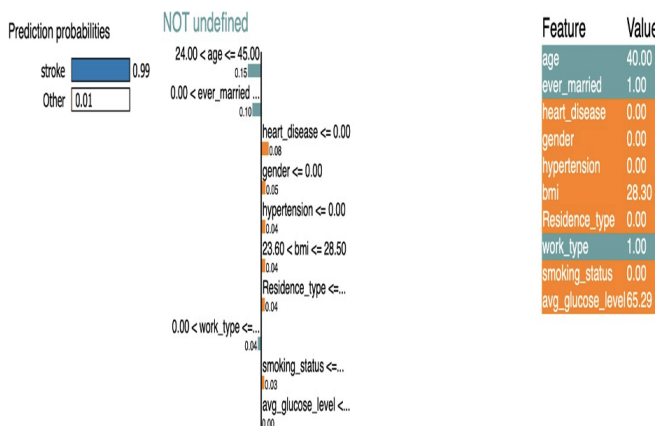 Prediction probabilities
stroke 0.99
Other 0.01
NOT undefined
24.00 < age <= 45.00
0.15
0.00 < ever_married ...
0.10
heart_disease <= 0.00
0.08
gender <= 0.00
0.05
hypertension <= 0.00
0.04
23.60 < bmi <= 28.50
0.04
Residence_type <=...
0.04
0.00 < work_type <=...
0.04
smoking_status <=...
0.03
avg_glucose_level <...
0.00
Feature Value
age 40.00
ever_married 1.00
heart_disease 0.00
gender 0.00
hypertension 0.00
bmi 28.30
Residence_type 0.00
work_type 1.00
smoking_status 0.00
avg_glucose_level 65.29